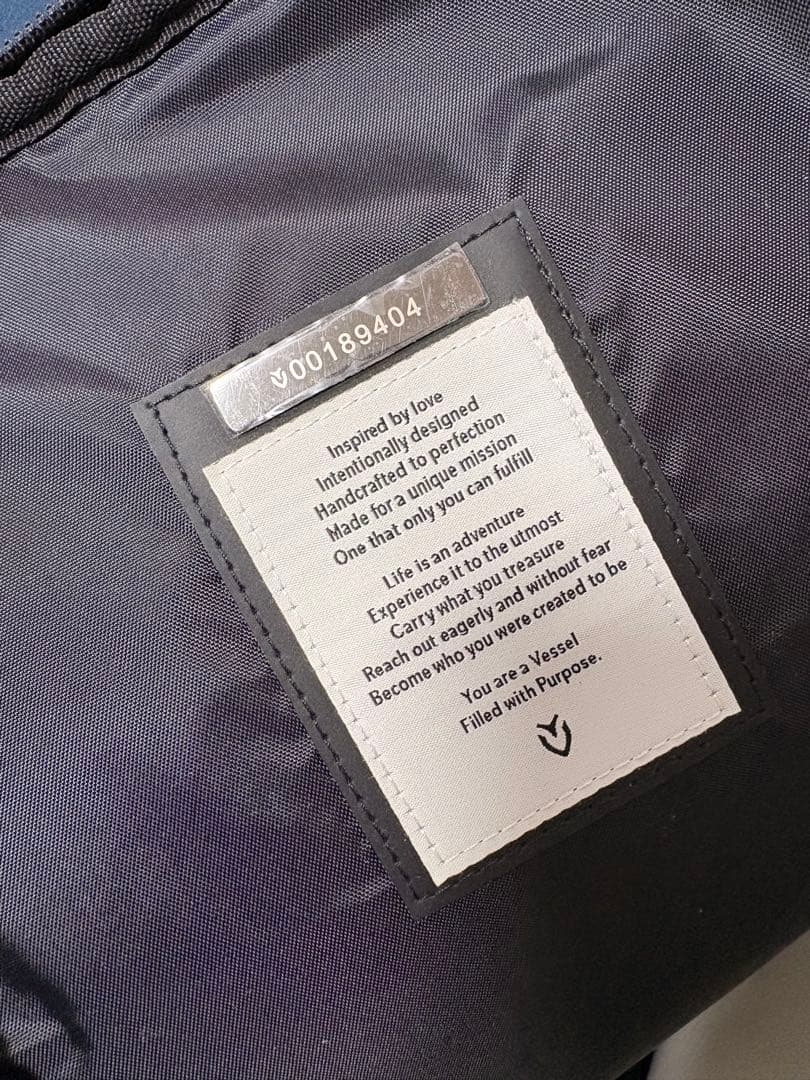 00189404
Inspired by love
Intentionally designed
Handcrafted to perfection
Made for a unique mission
One that only you can fulfill
Life is an adventure
Experience it to the utmost
Carry what you treasure
Reach out eagerly and without fear
Become who you were created to be
You are a Vessel
Filled with Purpose.